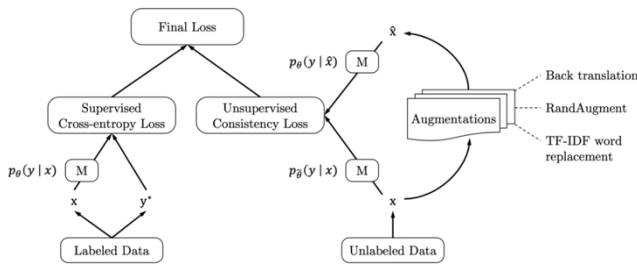 Final Loss
x̂
p_θ(y | x̂)
M
Back translation
Supervised
Cross-entropy Loss
Unsupervised
Consistency Loss
Augmentations
RandAugment
TF-IDF word
replacement
p_θ(y | x)
M
p_θ̃(y | x)
M
x
y*
x
Labeled Data
Unlabeled Data